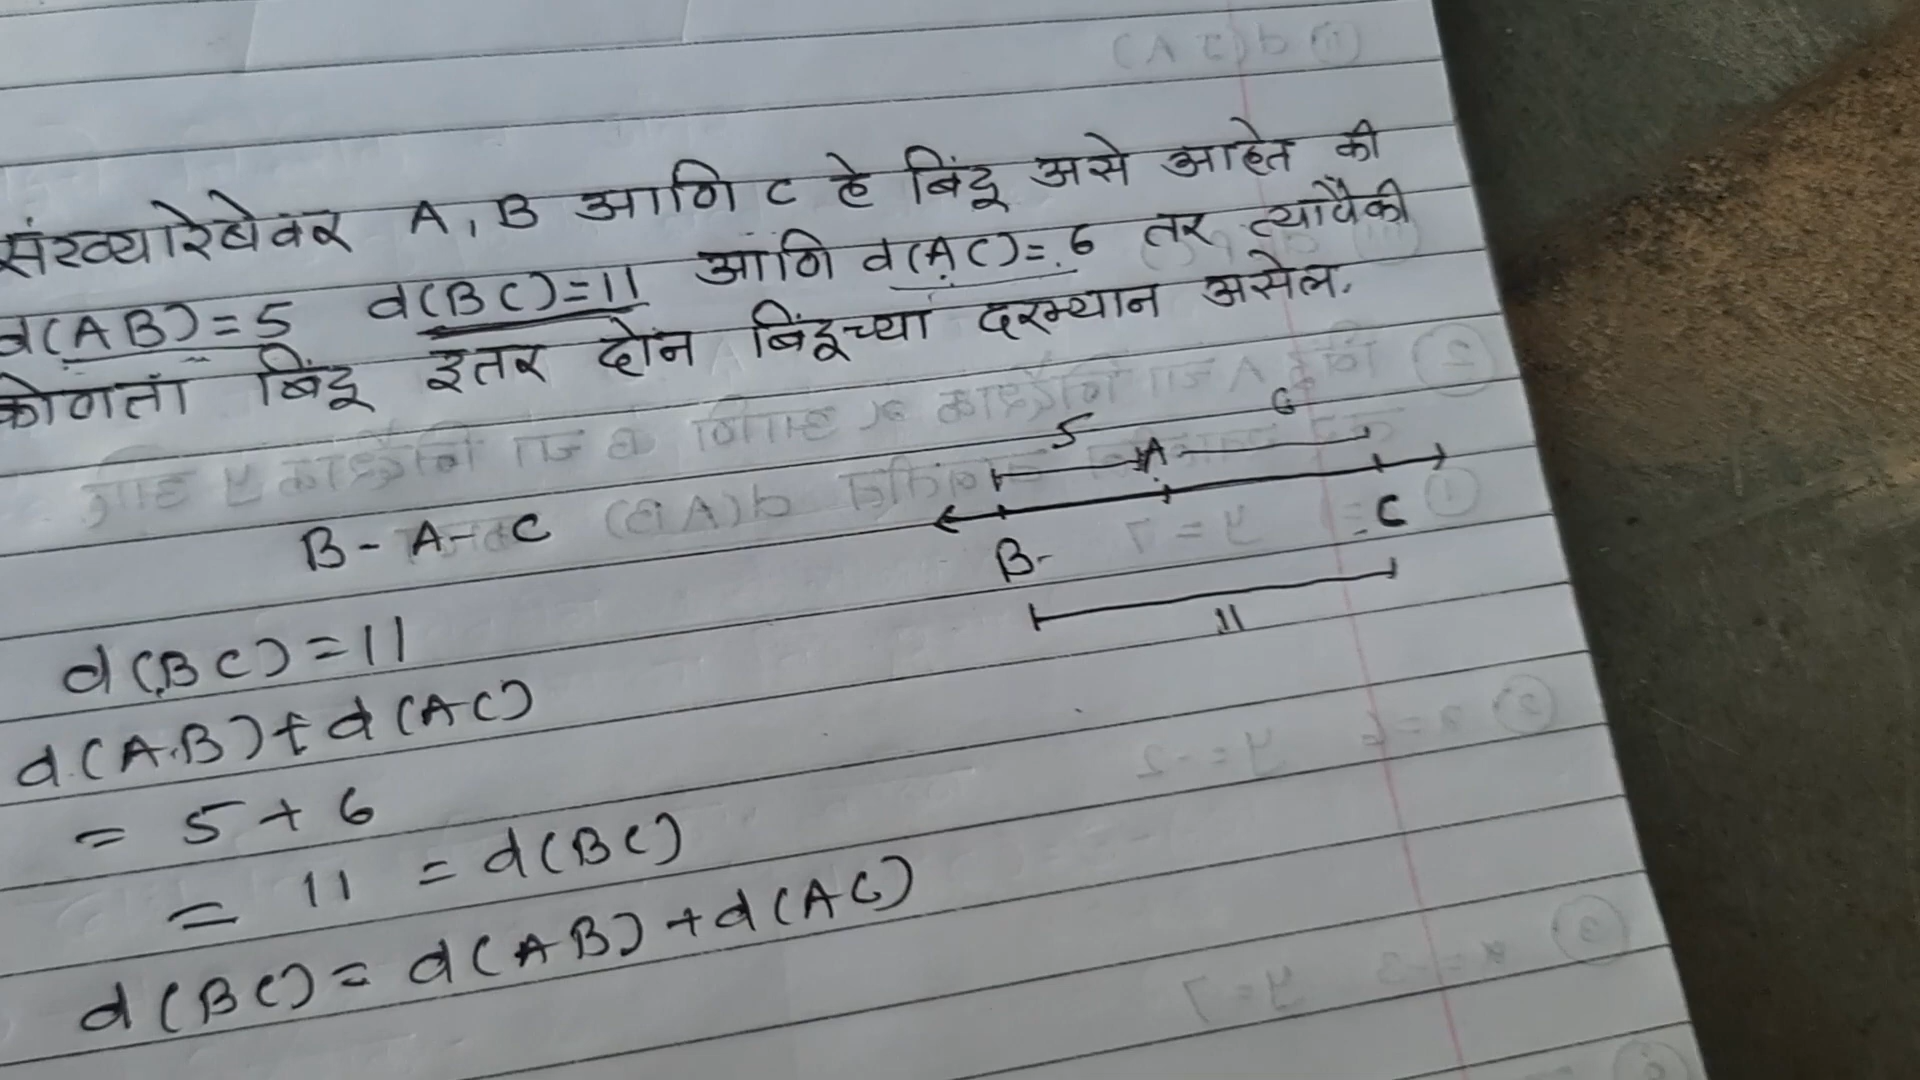 संख्यारेषेवर A, B आणि C हे बिंदू असे आहेत की
d(AB)=5 d(BC)=11 आणि d(AC)=6 तर त्यांपैकी
कोणता बिंदू इतर दोन बिंदूच्या दरम्यान असेल.
5 6
A
B-A-C
B C
11
d(BC)=11
d(AB)+d(AC)
= 5+6
= 11 = d(BC)
d(BC)= d(AB)+d(AC)